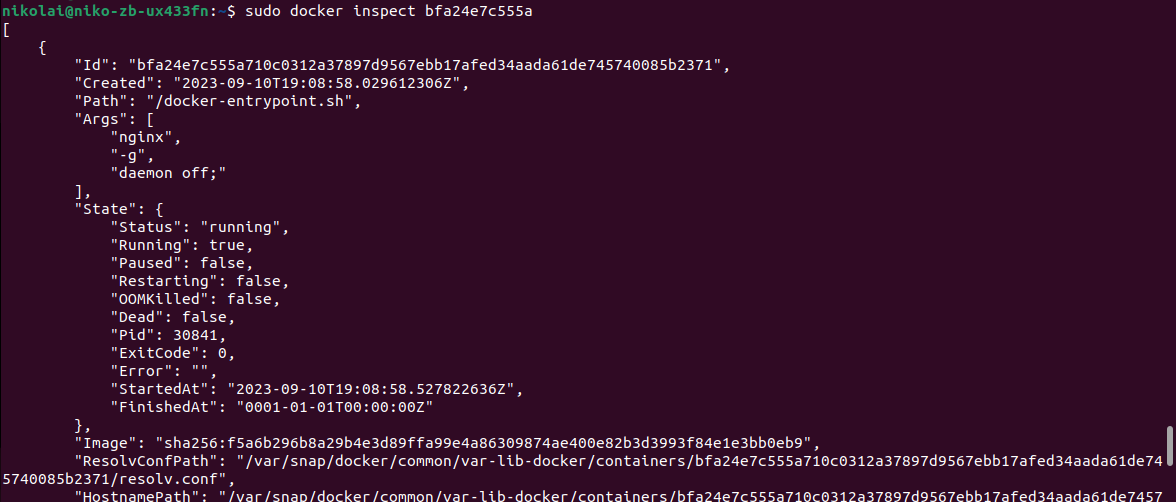 nikolai@niko-zb-ux433fn:~$ sudo docker inspect bfa24e7c555a
[
    {
        "Id": "bfa24e7c555a710c0312a37897d9567ebb17afed34aada61de745740085b2371",
        "Created": "2023-09-10T19:08:58.029612306Z",
        "Path": "/docker-entrypoint.sh",
        "Args": [
            "nginx",
            "-g",
            "daemon off;"
        ],
        "State": {
            "Status": "running",
            "Running": true,
            "Paused": false,
            "Restarting": false,
            "OOMKilled": false,
            "Dead": false,
            "Pid": 30841,
            "ExitCode": 0,
            "Error": "",
            "StartedAt": "2023-09-10T19:08:58.527822636Z",
            "FinishedAt": "0001-01-01T00:00:00Z"
        },
        "Image": "sha256:f5a6b296b8a29b4e3d89ffa99e4a86309874ae400e82b3d3993f84e1e3bb0eb9",
        "ResolvConfPath": "/var/snap/docker/common/var-lib-docker/containers/bfa24e7c555a710c0312a37897d9567ebb17afed34aada61de74
5740085b2371/resolv.conf",
        "HostnamePath": "/var/snap/docker/common/var-lib-docker/containers/bfa24e7c555a710c0312a37897d9567ebb17afed34aada61de7457